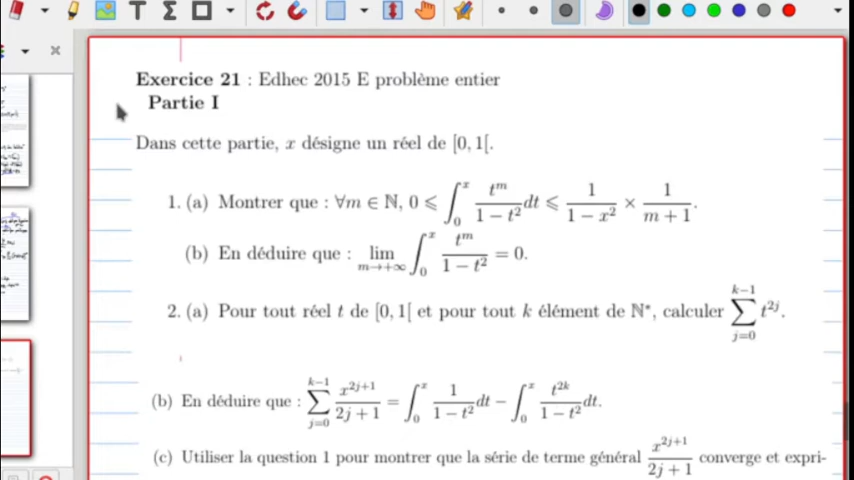 Exercice 21 : Edhec 2015 E problème entier
Partie I
Dans cette partie, x désigne un réel de [0, 1[.
1. (a) Montrer que : ∀m ∈ ℕ, 0 ⩽ ∫₀ˣ t^m/(1 − t²) dt ⩽ 1/(1 − x²) × 1/(m + 1).
(b) En déduire que : lim_{m→+∞} ∫₀ˣ t^m/(1 − t²) = 0.
2. (a) Pour tout réel t de [0, 1[ et pour tout k élément de ℕ*, calculer ∑_{j=0}^{k−1} t^{2j}.
(b) En déduire que : ∑_{j=0}^{k−1} x^{2j+1}/(2j + 1) = ∫₀ˣ 1/(1 − t²) dt − ∫₀ˣ t^{2k}/(1 − t²) dt.
(c) Utiliser la question 1 pour montrer que la série de terme général x^{2j+1}/(2j + 1) converge et expri-